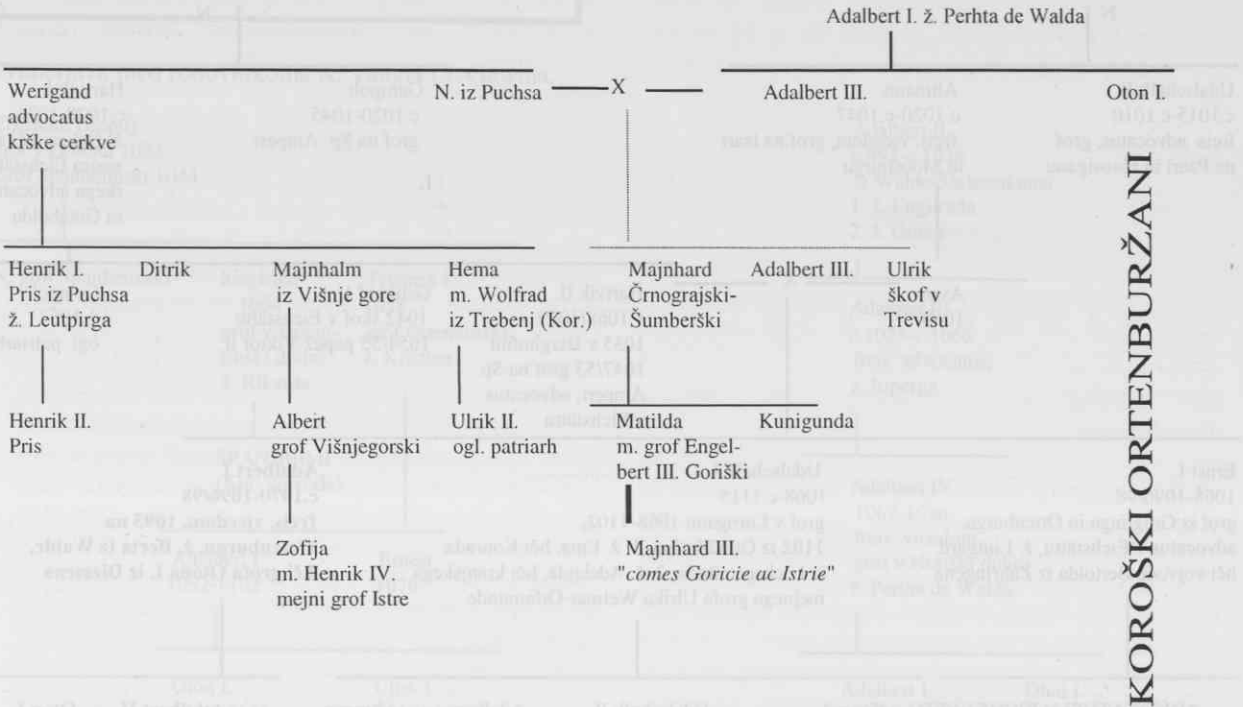 Adalbert I. ž. Perhta de Walda
Werigand
advocatus
krške cerkve
N. iz Puchsa
X
Adalbert III.
Oton
Henrik I.
Pris iz Puchsa
ž. Leutpirga
Ditrik
Majnhalm
iz Višnje gore
Hema
m. Wolfrad
iz Trebenj (Kor.)
Majnhard
Črnograjski-
Šumberški
Adalbert III.
Ulrik
škof v
Trevisu
Henrik II.
Pris
Albert
grof Višnjegorski
Ulrik II.
ogl. patriarh
Matilda
m. grof Engel-
bert III. Goriški
Kunigunda
Zofija
m. Henrik IV.
mejni grof Istre
Majnhard III.
"comes Goricie ac Istrie"
KOROŠKI ORTENBURŽANI